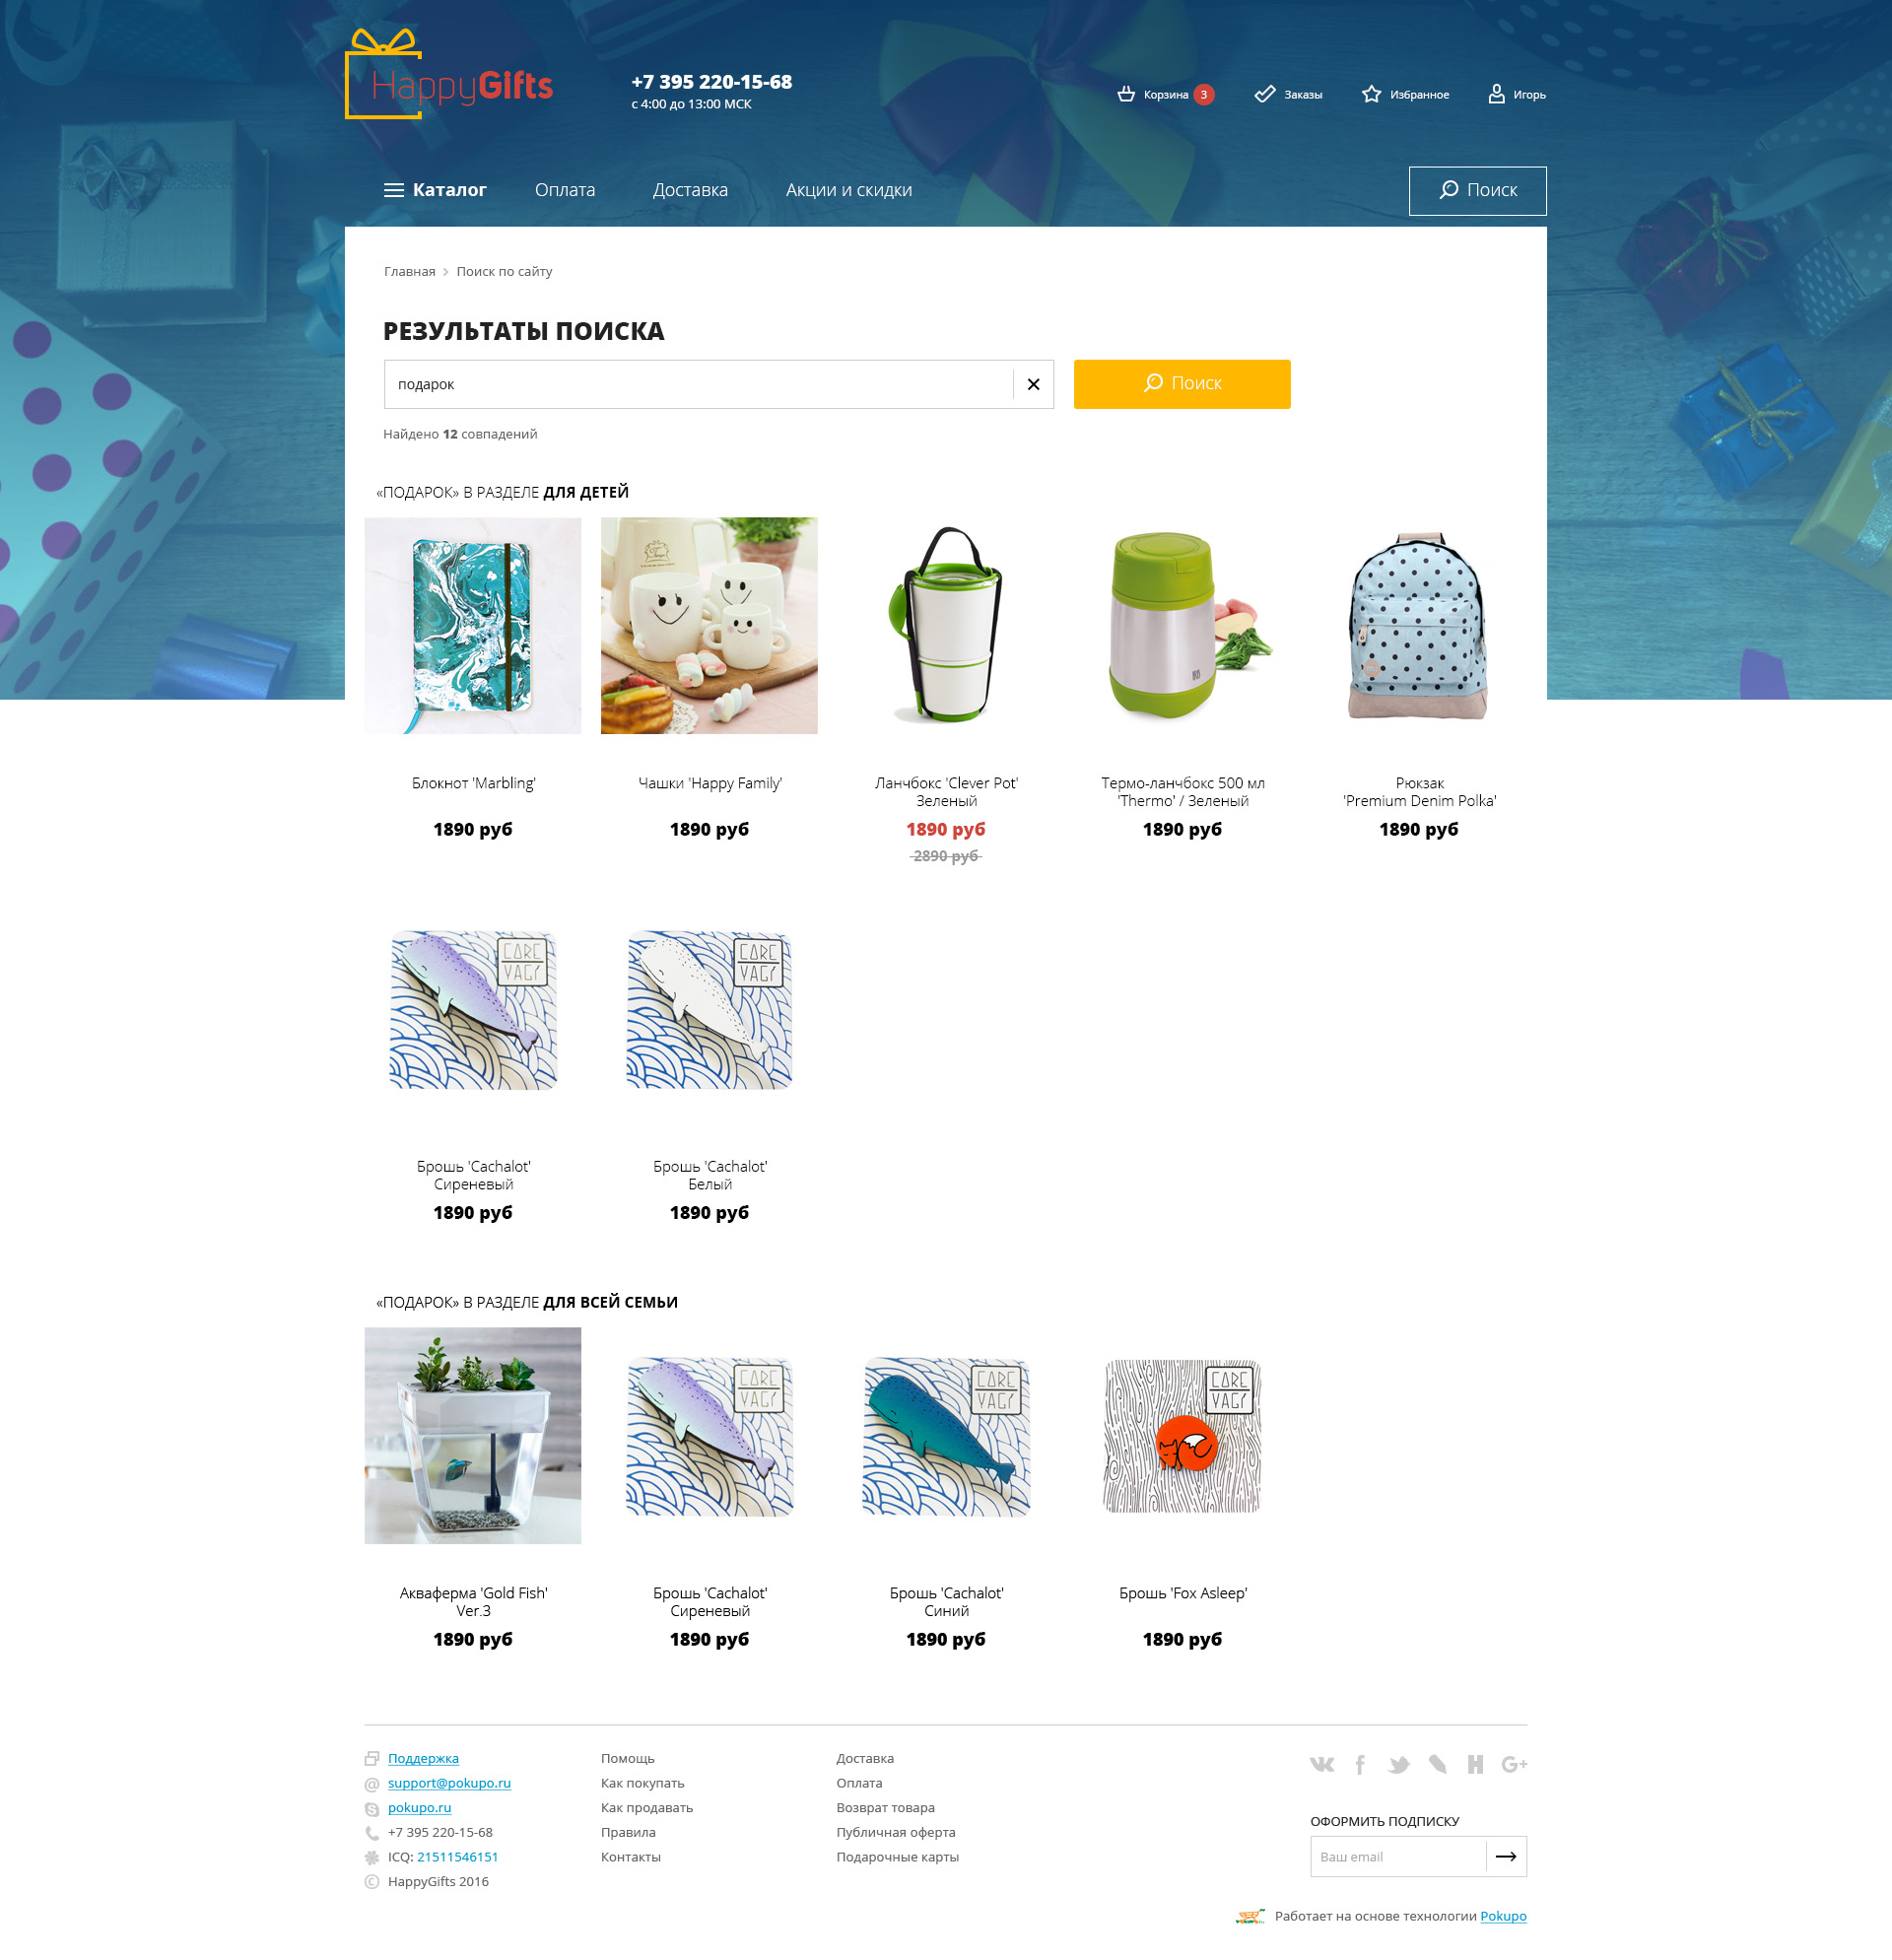 HappyGifts
+7 395 220-15-68
с 4:00 до 13:00 МСК
Корзина 3
Заказы
Избранное
Игорь
Каталог
Оплата
Доставка
Акции и скидки
Поиск
Главная > Поиск по сайту
РЕЗУЛЬТАТЫ ПОИСКА
подарок
Поиск
Найдено 12 совпадений
«ПОДАРОК» В РАЗДЕЛЕ ДЛЯ ДЕТЕЙ
Блокнот 'Marbling'
1890 руб
Чашки 'Happy Family'
1890 руб
Ланчбокс 'Clever Pot'
Зеленый
1890 руб
2890 руб
Термо-ланчбокс 500 мл
'Thermo' / Зеленый
1890 руб
Рюкзак
'Premium Denim Polka'
1890 руб
CARE
YAGI
Брошь 'Cachalot'
Сиреневый
1890 руб
CARE
YAGI
Брошь 'Cachalot'
Белый
1890 руб
«ПОДАРОК» В РАЗДЕЛЕ ДЛЯ ВСЕЙ СЕМЬИ
Акваферма 'Gold Fish'
Ver.3
1890 руб
CARE
YAGI
Брошь 'Cachalot'
Сиреневый
1890 руб
CARE
YAGI
Брошь 'Cachalot'
Синий
1890 руб
CARE
YAGI
Брошь 'Fox Asleep'
1890 руб
Поддержка
support@pokupo.ru
pokupo.ru
+7 395 220-15-68
ICQ: 21511546151
© HappyGifts 2016
Помощь
Как покупать
Как продавать
Правила
Контакты
Доставка
Оплата
Возврат товара
Публичная оферта
Подарочные карты
ОФОРМИТЬ ПОДПИСКУ
Ваш email
Работает на основе технологии Pokupo